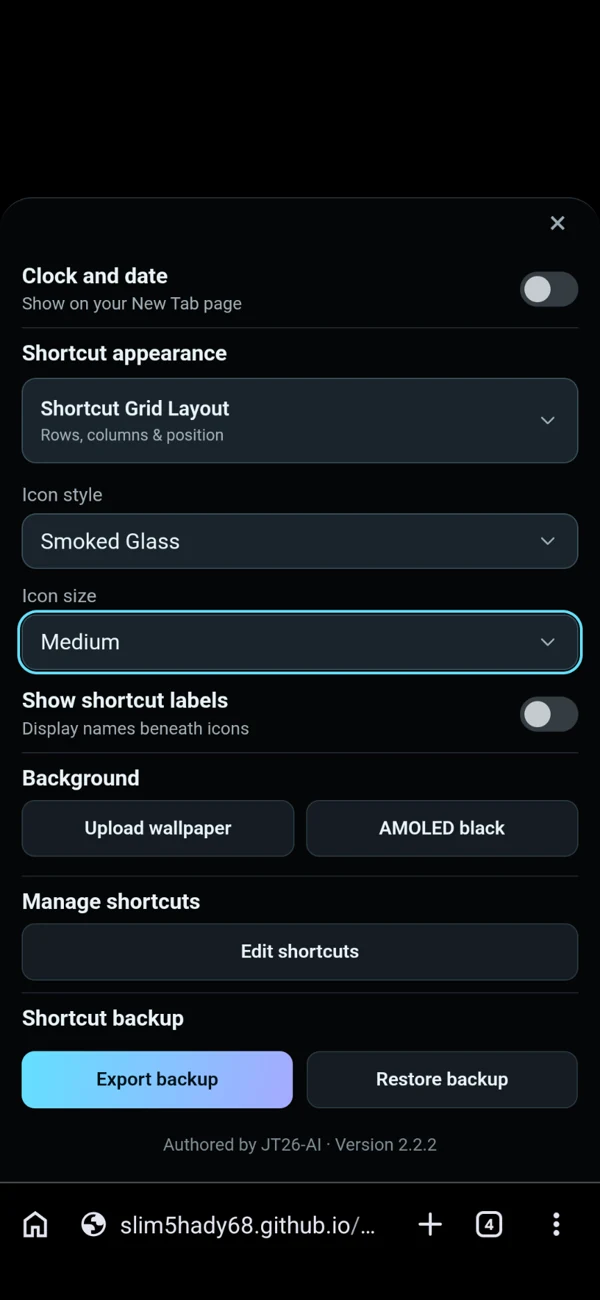 Clock and date
Show on your New Tab page
Shortcut appearance
Shortcut Grid Layout
Rows, columns & position
Icon style
Smoked Glass
Icon size
Medium
Show shortcut labels
Display names beneath icons
Background
Upload wallpaper
AMOLED black
Manage shortcuts
Edit shortcuts
Shortcut backup
Export backup
Restore backup
Authored by JT26-AI · Version 2.2.2
slim5hady68.github.io/...
4